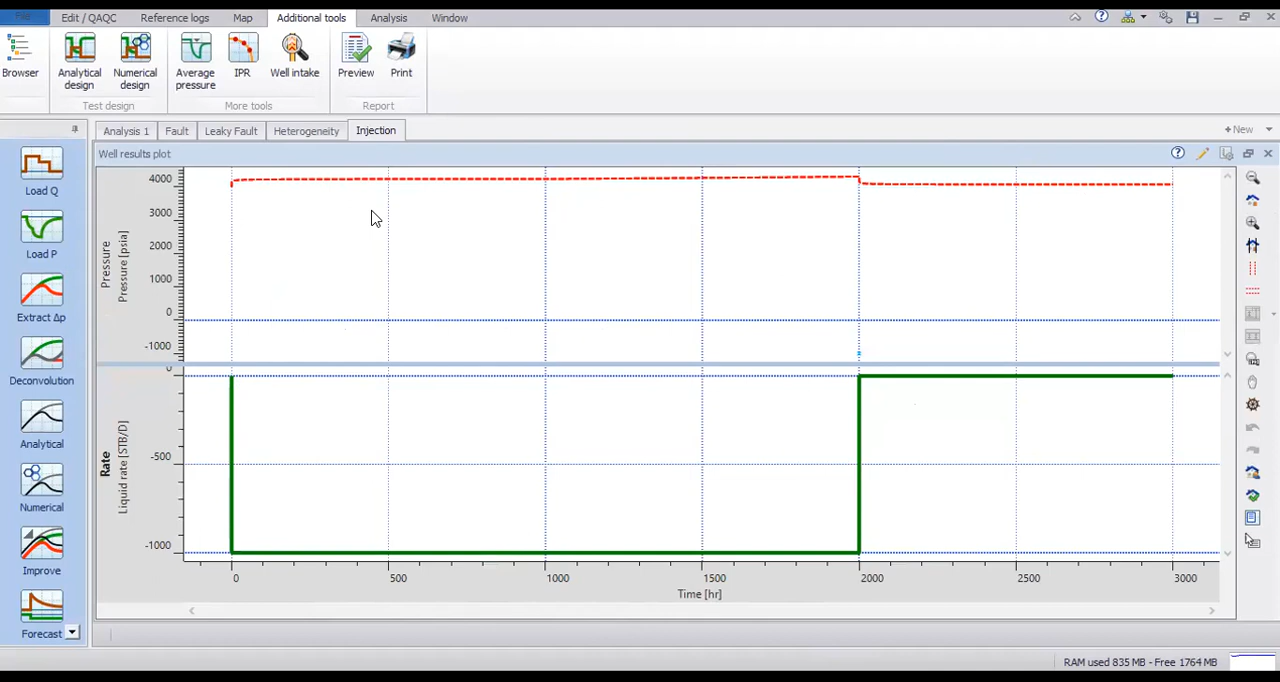 File Edit / QAQC Reference logs Map Additional tools Analysis Window
Browser Analytical design Numerical design Average pressure IPR Well intake Preview Print
Test design More tools Report
Analysis 1 Fault Leaky Fault Heterogeneity Injection + New
Well results plot
Load Q
Load P
Extract Δp
Deconvolution
Analytical
Numerical
Improve
Forecast
Pressure
Pressure [psia]
4000
3000
2000
1000
0
-1000
Rate
Liquid rate [STB/D]
0
-500
-1000
0 500 1000 1500 2000 2500 3000
Time [hr]
RAM used 835 MB - Free 1764 MB